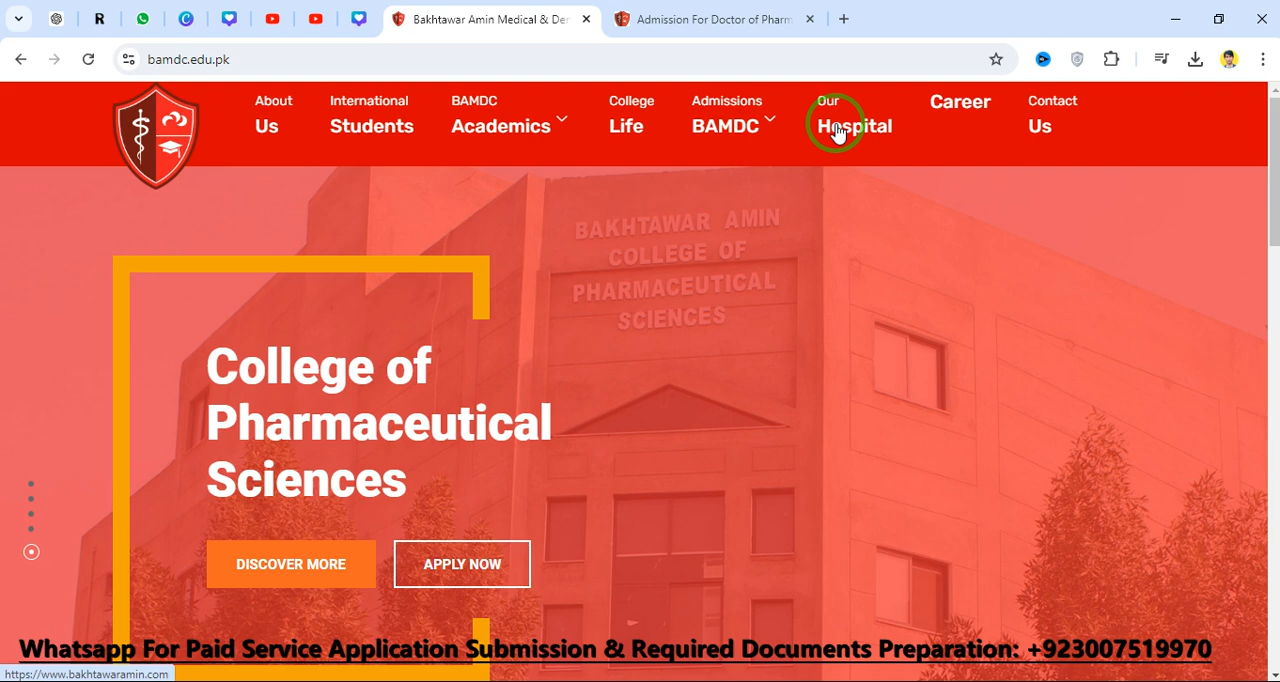 Bakhtawar Amin Medical & De
Admission For Doctor of Pharm
bamdc.edu.pk
About
Us
International
Students
BAMDC
Academics
College
Life
Admissions
BAMDC
Our
Hospital
Career
Contact
Us
BAKHTAWAR AMIN
COLLEGE OF
PHARMACEUTICAL
SCIENCES
College of
Pharmaceutical
Sciences
DISCOVER MORE
APPLY NOW
Whatsapp For Paid Service Application Submission & Required Documents Preparation: +923007519970
https://www.bakhtawaramin.com